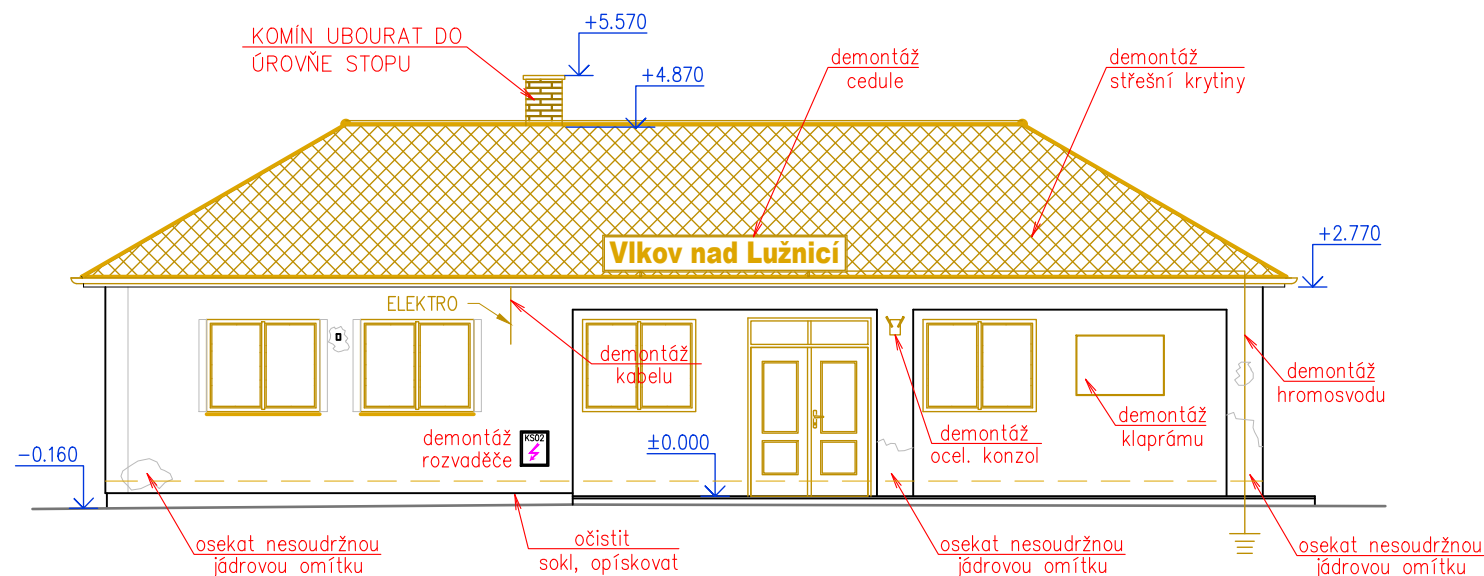 KOMÍN UBOURAT DO
ÚROVŇE STOPU
+5.570
+4.870
demontáž
cedule
demontáž
střešní krytiny
Vlkov nad Lužnicí
+2.770
ELEKTRO
demontáž
kabelu
demontáž
hromosvodu
demontáž
klaprámu
demontáž
ocel. konzol
demontáž
rozvaděče
KS02
±0.000
-0.160
osekat nesoudržnou
jádrovou omítku
očistit
sokl, opískovat
osekat nesoudržnou
jádrovou omítku
osekat nesoudržnou
jádrovou omítku